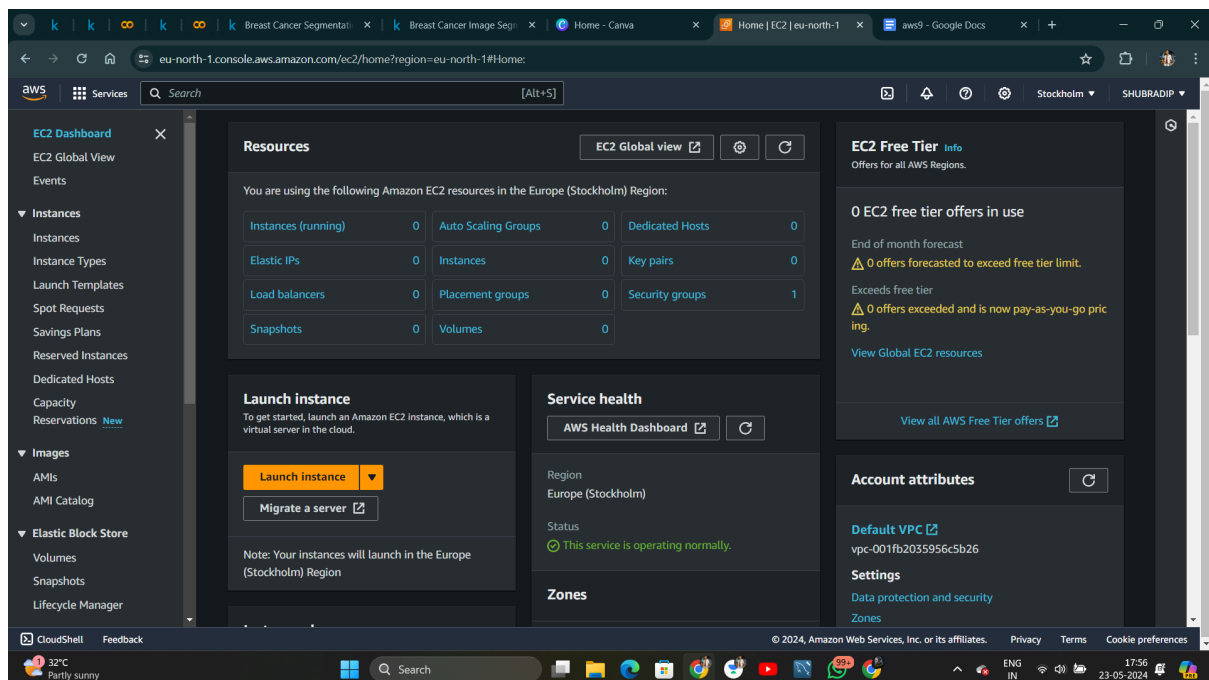 Breast Cancer Segmentati
Breast Cancer Image Segn
Home - Canva
Home | EC2 | eu-north-1
aws9 - Google Docs
eu-north-1.console.aws.amazon.com/ec2/home?region=eu-north-1#Home:
aws
Services
Search
[Alt+S]
Stockholm
SHUBRADIP
EC2 Dashboard
EC2 Global View
Events
Instances
Instances
Instance Types
Launch Templates
Spot Requests
Savings Plans
Reserved Instances
Dedicated Hosts
Capacity
Reservations New
Images
AMIs
AMI Catalog
Elastic Block Store
Volumes
Snapshots
Lifecycle Manager
Resources
EC2 Global view
You are using the following Amazon EC2 resources in the Europe (Stockholm) Region:
Instances (running) 0
Auto Scaling Groups 0
Dedicated Hosts 0
Elastic IPs 0
Instances 0
Key pairs 0
Load balancers 0
Placement groups 0
Security groups 1
Snapshots 0
Volumes 0
Launch instance
To get started, launch an Amazon EC2 instance, which is a
virtual server in the cloud.
Launch instance
Migrate a server
Note: Your instances will launch in the Europe
(Stockholm) Region
Service health
AWS Health Dashboard
Region
Europe (Stockholm)
Status
This service is operating normally.
Zones
EC2 Free Tier Info
Offers for all AWS Regions.
0 EC2 free tier offers in use
End of month forecast
0 offers forecasted to exceed free tier limit.
Exceeds free tier
0 offers exceeded and is now pay-as-you-go pric
ing.
View Global EC2 resources
View all AWS Free Tier offers
Account attributes
Default VPC
vpc-001fb2035956c5b26
Settings
Data protection and security
Zones
CloudShell
Feedback
© 2024, Amazon Web Services, Inc. or its affiliates.
Privacy
Terms
Cookie preferences
1
32°C
Partly sunny
Search
99+
ENG
IN
17:56
23-05-2024